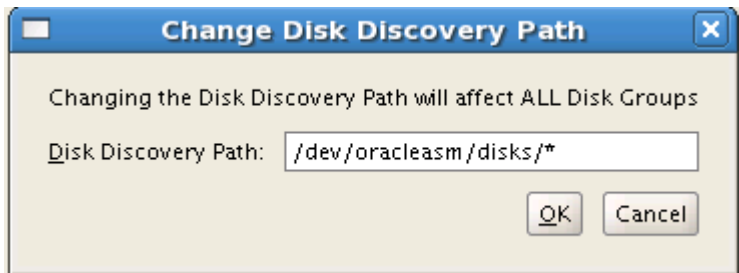 Change Disk Discovery Path
Changing the Disk Discovery Path will affect ALL Disk Groups
Disk Discovery Path: /dev/oracleasm/disks/*
OK Cancel